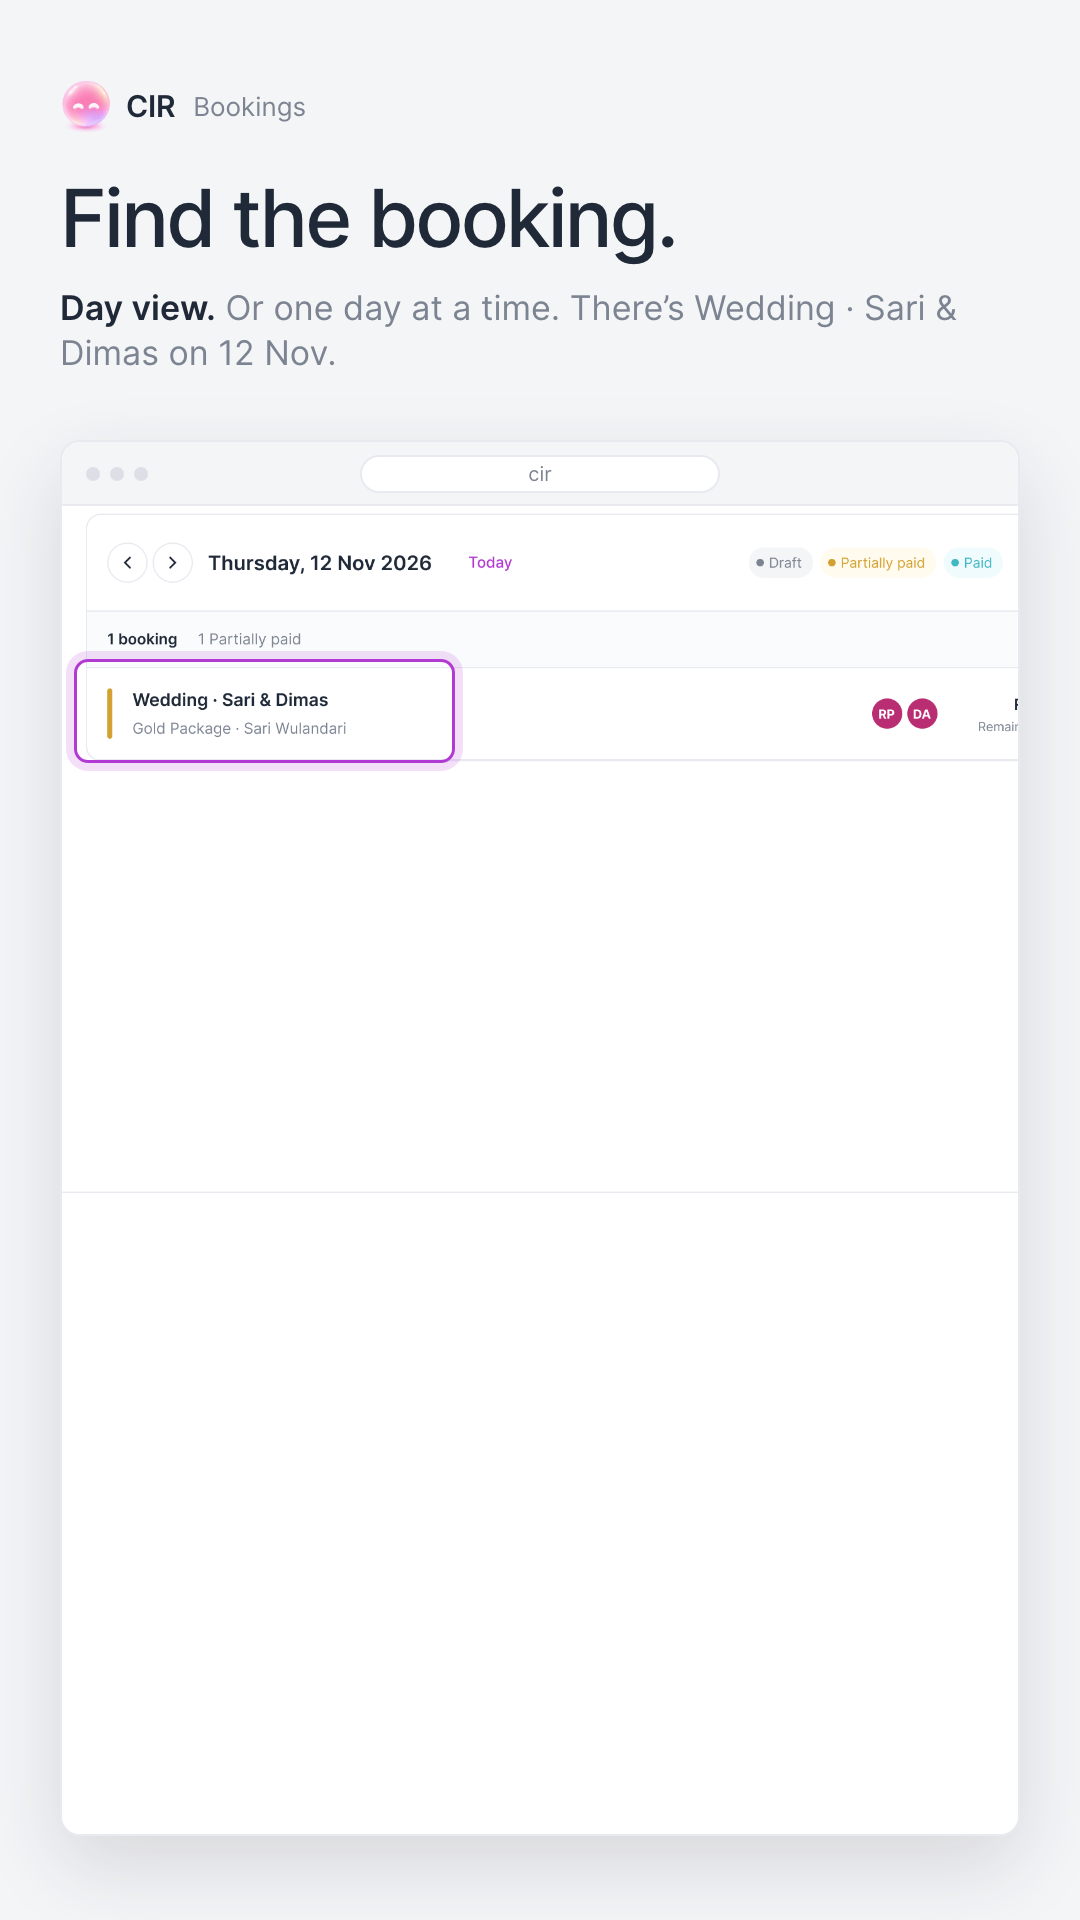 CIR Bookings
Find the booking.
Day view. Or one day at a time. There’s Wedding · Sari &
Dimas on 12 Nov.
cir
Thursday, 12 Nov 2026 Today Draft Partially paid Paid
1 booking 1 Partially paid
Wedding · Sari & Dimas
Gold Package · Sari Wulandari
RP DA